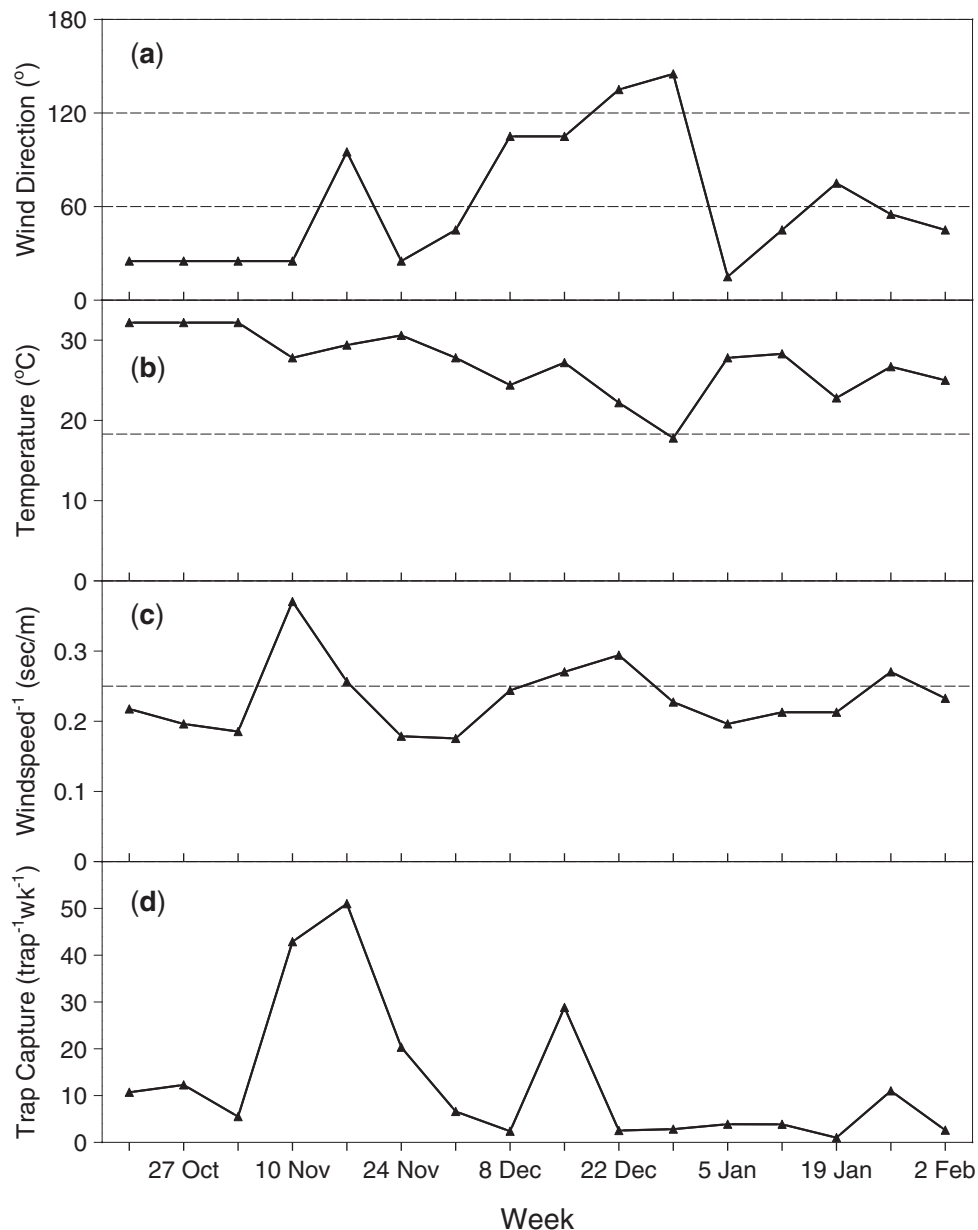 (a)
Wind Direction (º)
180
120
60
0
(b)
Temperature (ºC)
30
20
10
0
(c)
Windspeed⁻¹ (sec/m)
0.3
0.2
0.1
0
(d)
Trap Capture (trap⁻¹wk⁻¹)
50
40
30
20
10
0
27 Oct 10 Nov 24 Nov 8 Dec 22 Dec 5 Jan 19 Jan 2 Feb
Week